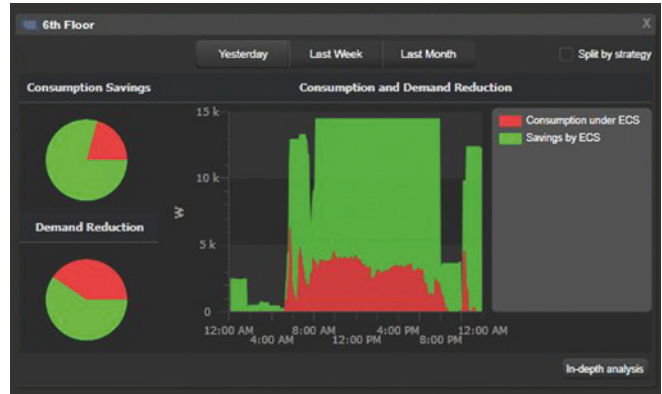 6th Floor
X
Yesterday
Last Week
Last Month
Split by strategy
Consumption Savings
Consumption and Demand Reduction
15 k
10 k
5 k
0
W
Consumption under ECS
Savings by ECS
Demand Reduction
12:00 AM
4:00 AM
8:00 AM
12:00 PM
4:00 PM
8:00 PM
12:00 AM
In-depth analysis